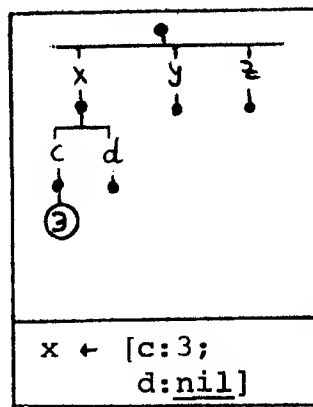 x y z
c d
3
x ← [c:3;
d:nil]